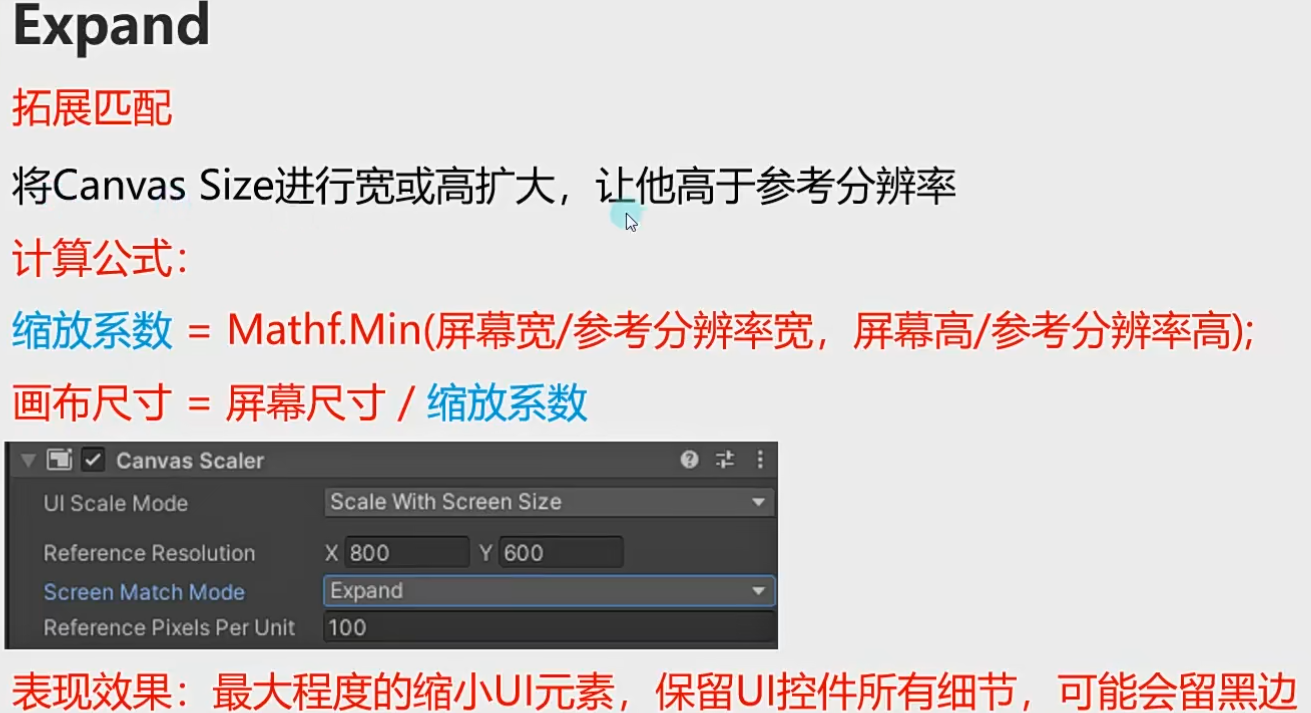 Expand
拓展匹配
将Canvas Size进行宽或高扩大，让他高于参考分辨率
计算公式：
缩放系数 = Mathf.Min(屏幕宽/参考分辨率宽，屏幕高/参考分辨率高);
画布尺寸 = 屏幕尺寸 / 缩放系数
Canvas Scaler
UI Scale Mode Scale With Screen Size
Reference Resolution X 800 Y 600
Screen Match Mode Expand
Reference Pixels Per Unit 100
表现效果：最大程度的缩小UI元素，保留UI控件所有细节，可能会留黑边